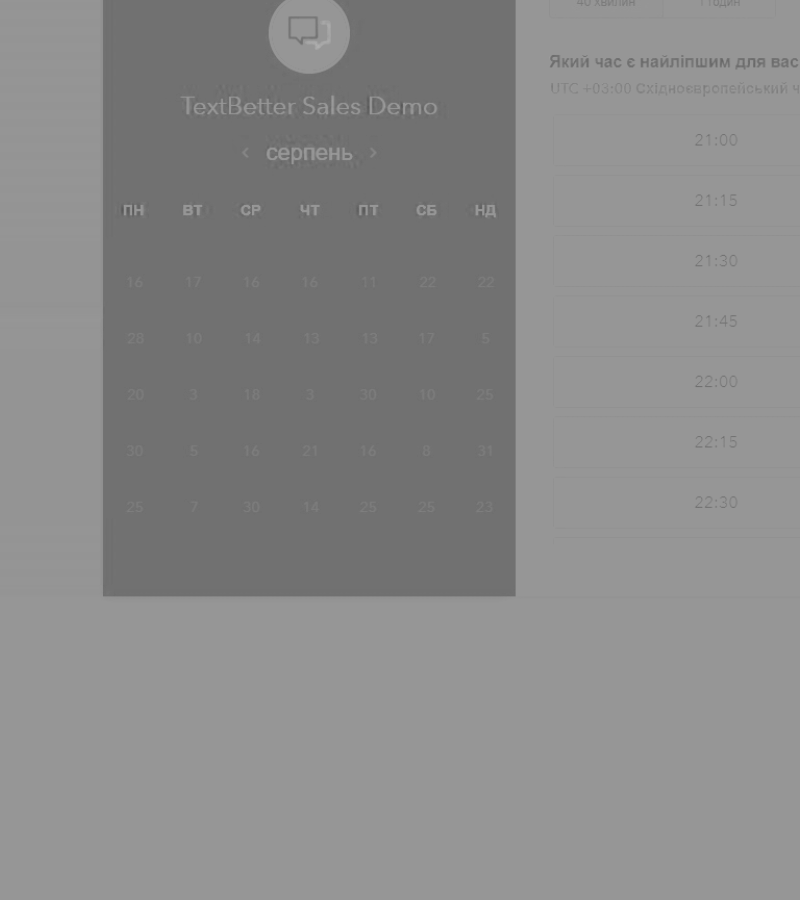 TextBetter Sales Demo
‹ серпень ›
ПН ВТ СР ЧТ ПТ СБ НД
16 17 16 16 11 22 22
28 10 14 13 13 17 5
20 3 18 3 30 10 25
30 5 16 21 16 8 31
25 7 30 14 25 25 23
40 хвилин 1 годин
Який час є найліпшим для вас
UTC +03:00 Східноєвропейський ч
21:00
21:15
21:30
21:45
22:00
22:15
22:30